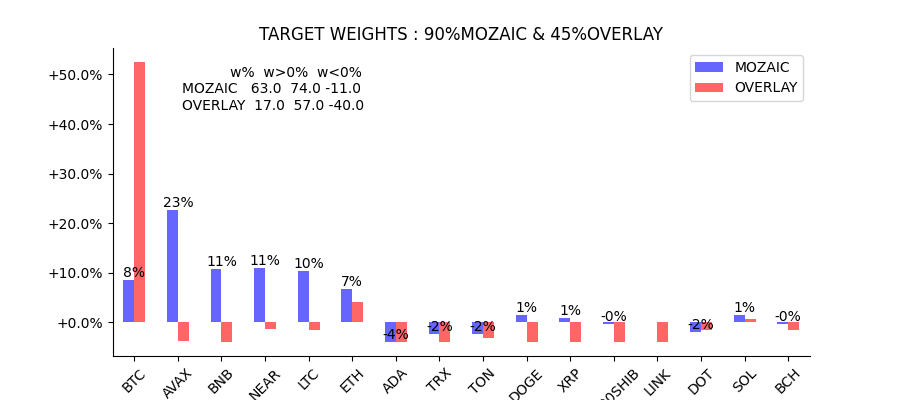 TARGET WEIGHTS : 90%MOZAIC & 45%OVERLAY
w% w>0% w<0%
MOZAIC 63.0 74.0 -11.0
OVERLAY 17.0 57.0 -40.0
MOZAIC
OVERLAY
+50.0%
+40.0%
+30.0%
+20.0%
+10.0%
+0.0%
8%
23%
11%
11%
10%
7%
-4%
-2%
-2%
1%
1%
-0%
-2%
1%
-0%
BTC
AVAX
BNB
NEAR
LTC
ETH
ADA
TRX
TON
DOGE
XRP
0SHIB
LINK
DOT
SOL
BCH